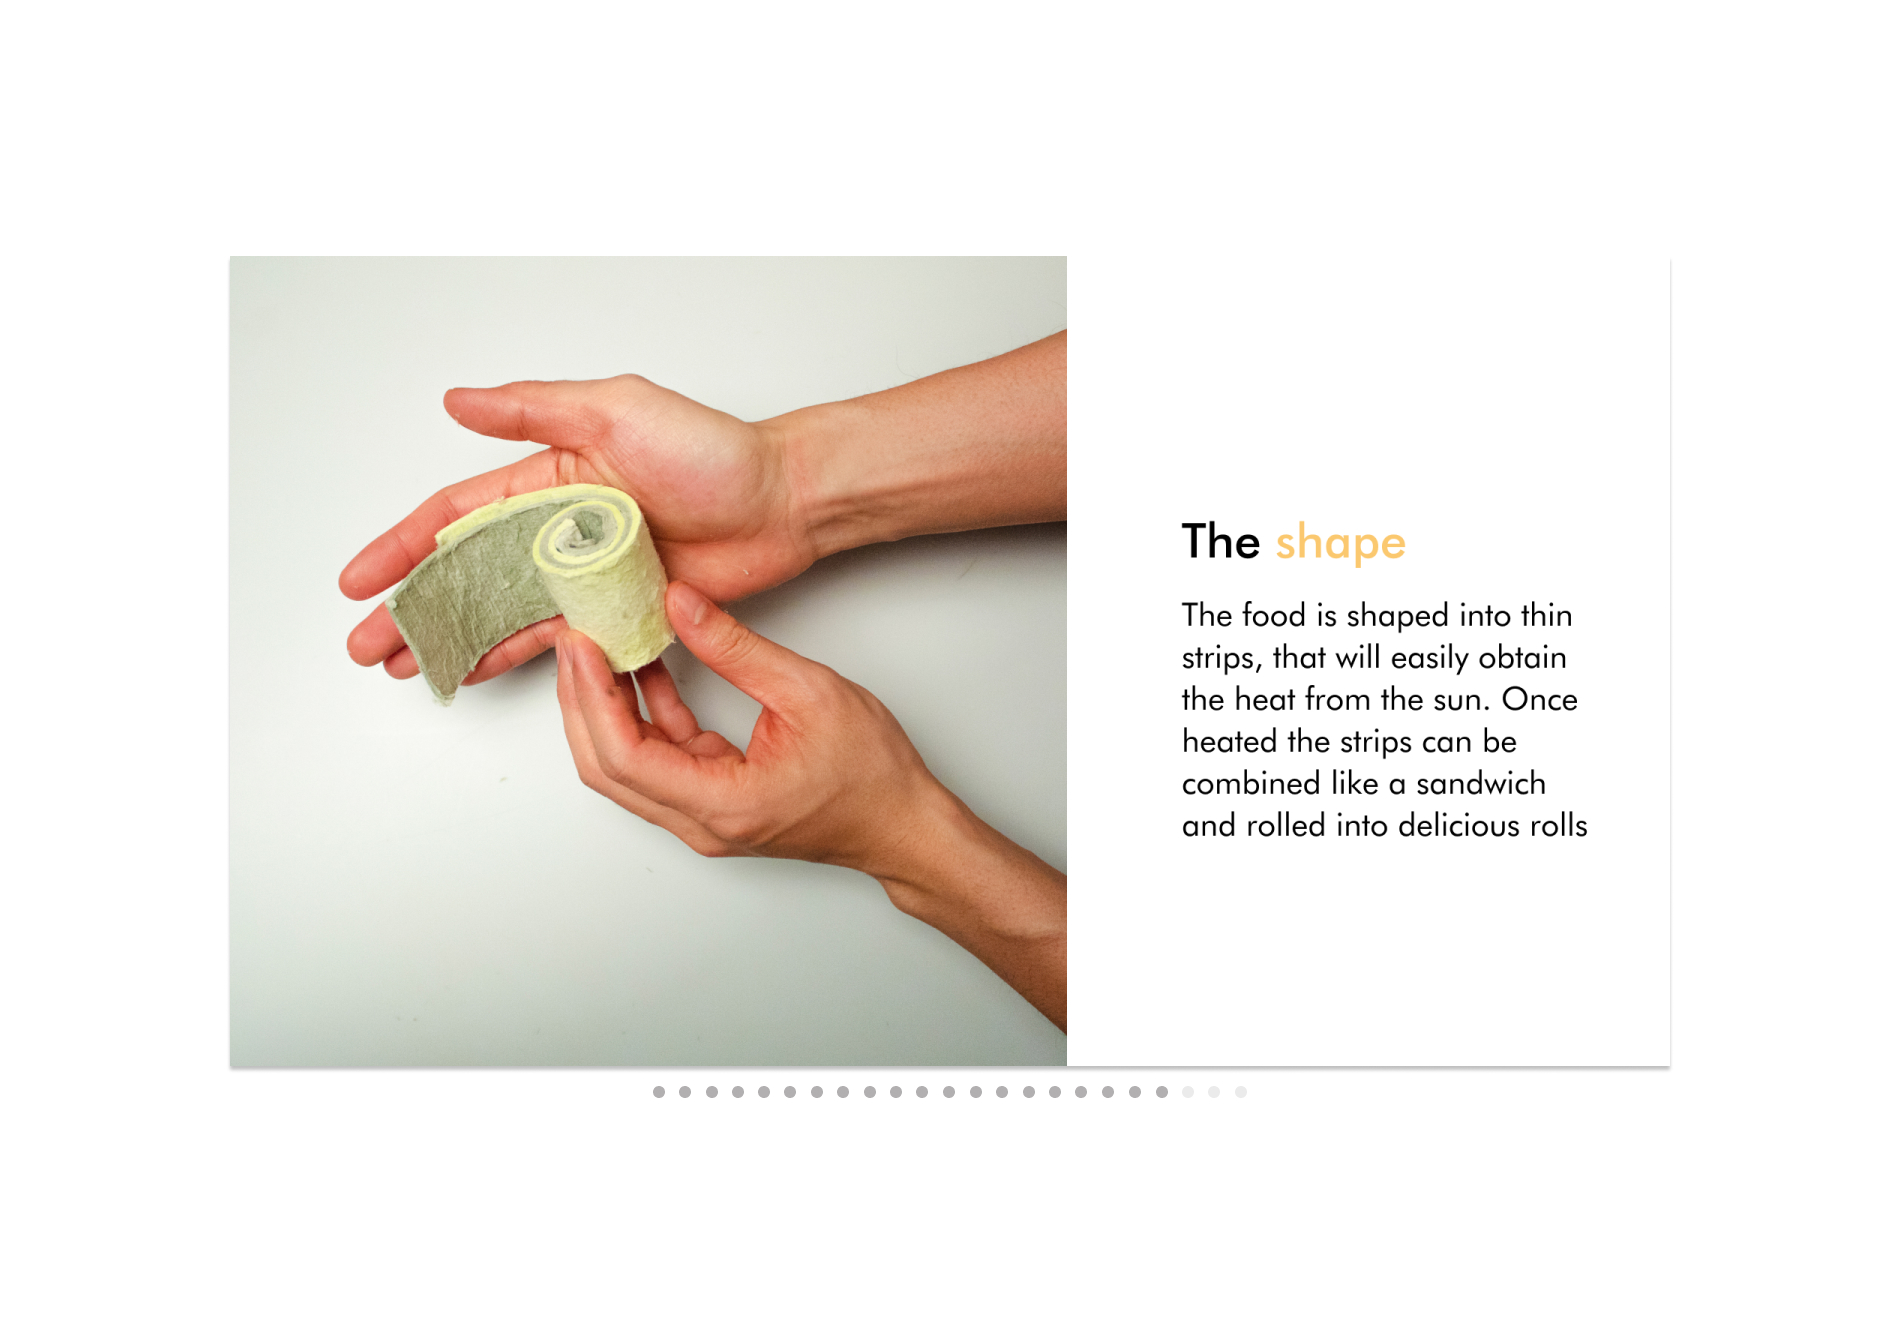 The shape
The food is shaped into thin
strips, that will easily obtain
the heat from the sun. Once
heated the strips can be
combined like a sandwich
and rolled into delicious rolls